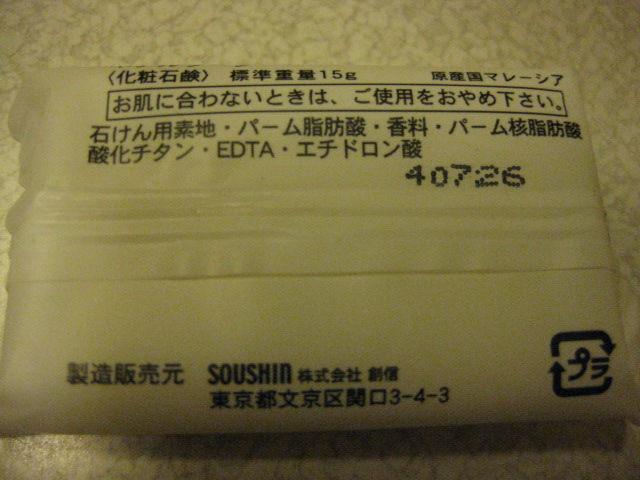 〈化粧石鹸〉 標準重量15g 原産国マレーシア
お肌に合わないときは、ご使用をおやめ下さい。
石けん用素地・パーム脂肪酸・香料・パーム核脂肪酸
酸化チタン・EDTA・エチドロン酸
40726
プラ
製造販売元 SOUSHIN 株式会社 創信
東京都文京区関口3-4-3